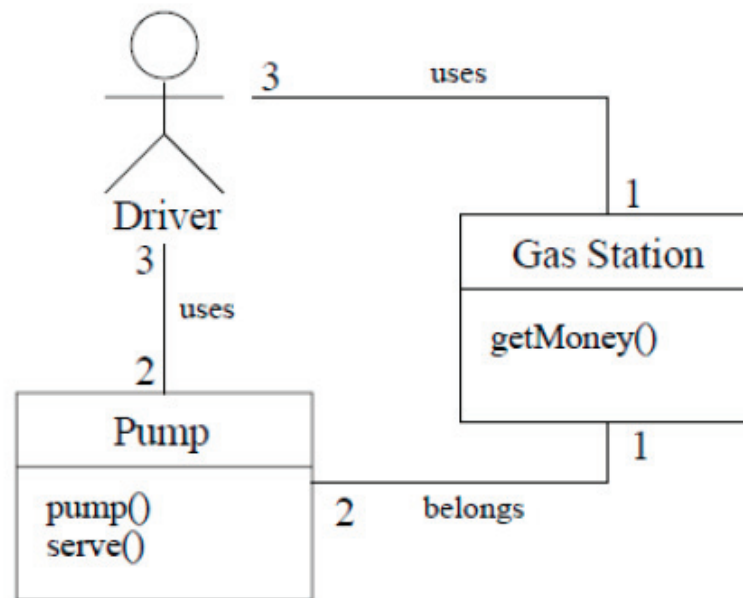 3
uses
1
Driver
Gas Station
3
getMoney()
uses
2
Pump
1
pump()
2
belongs
serve()